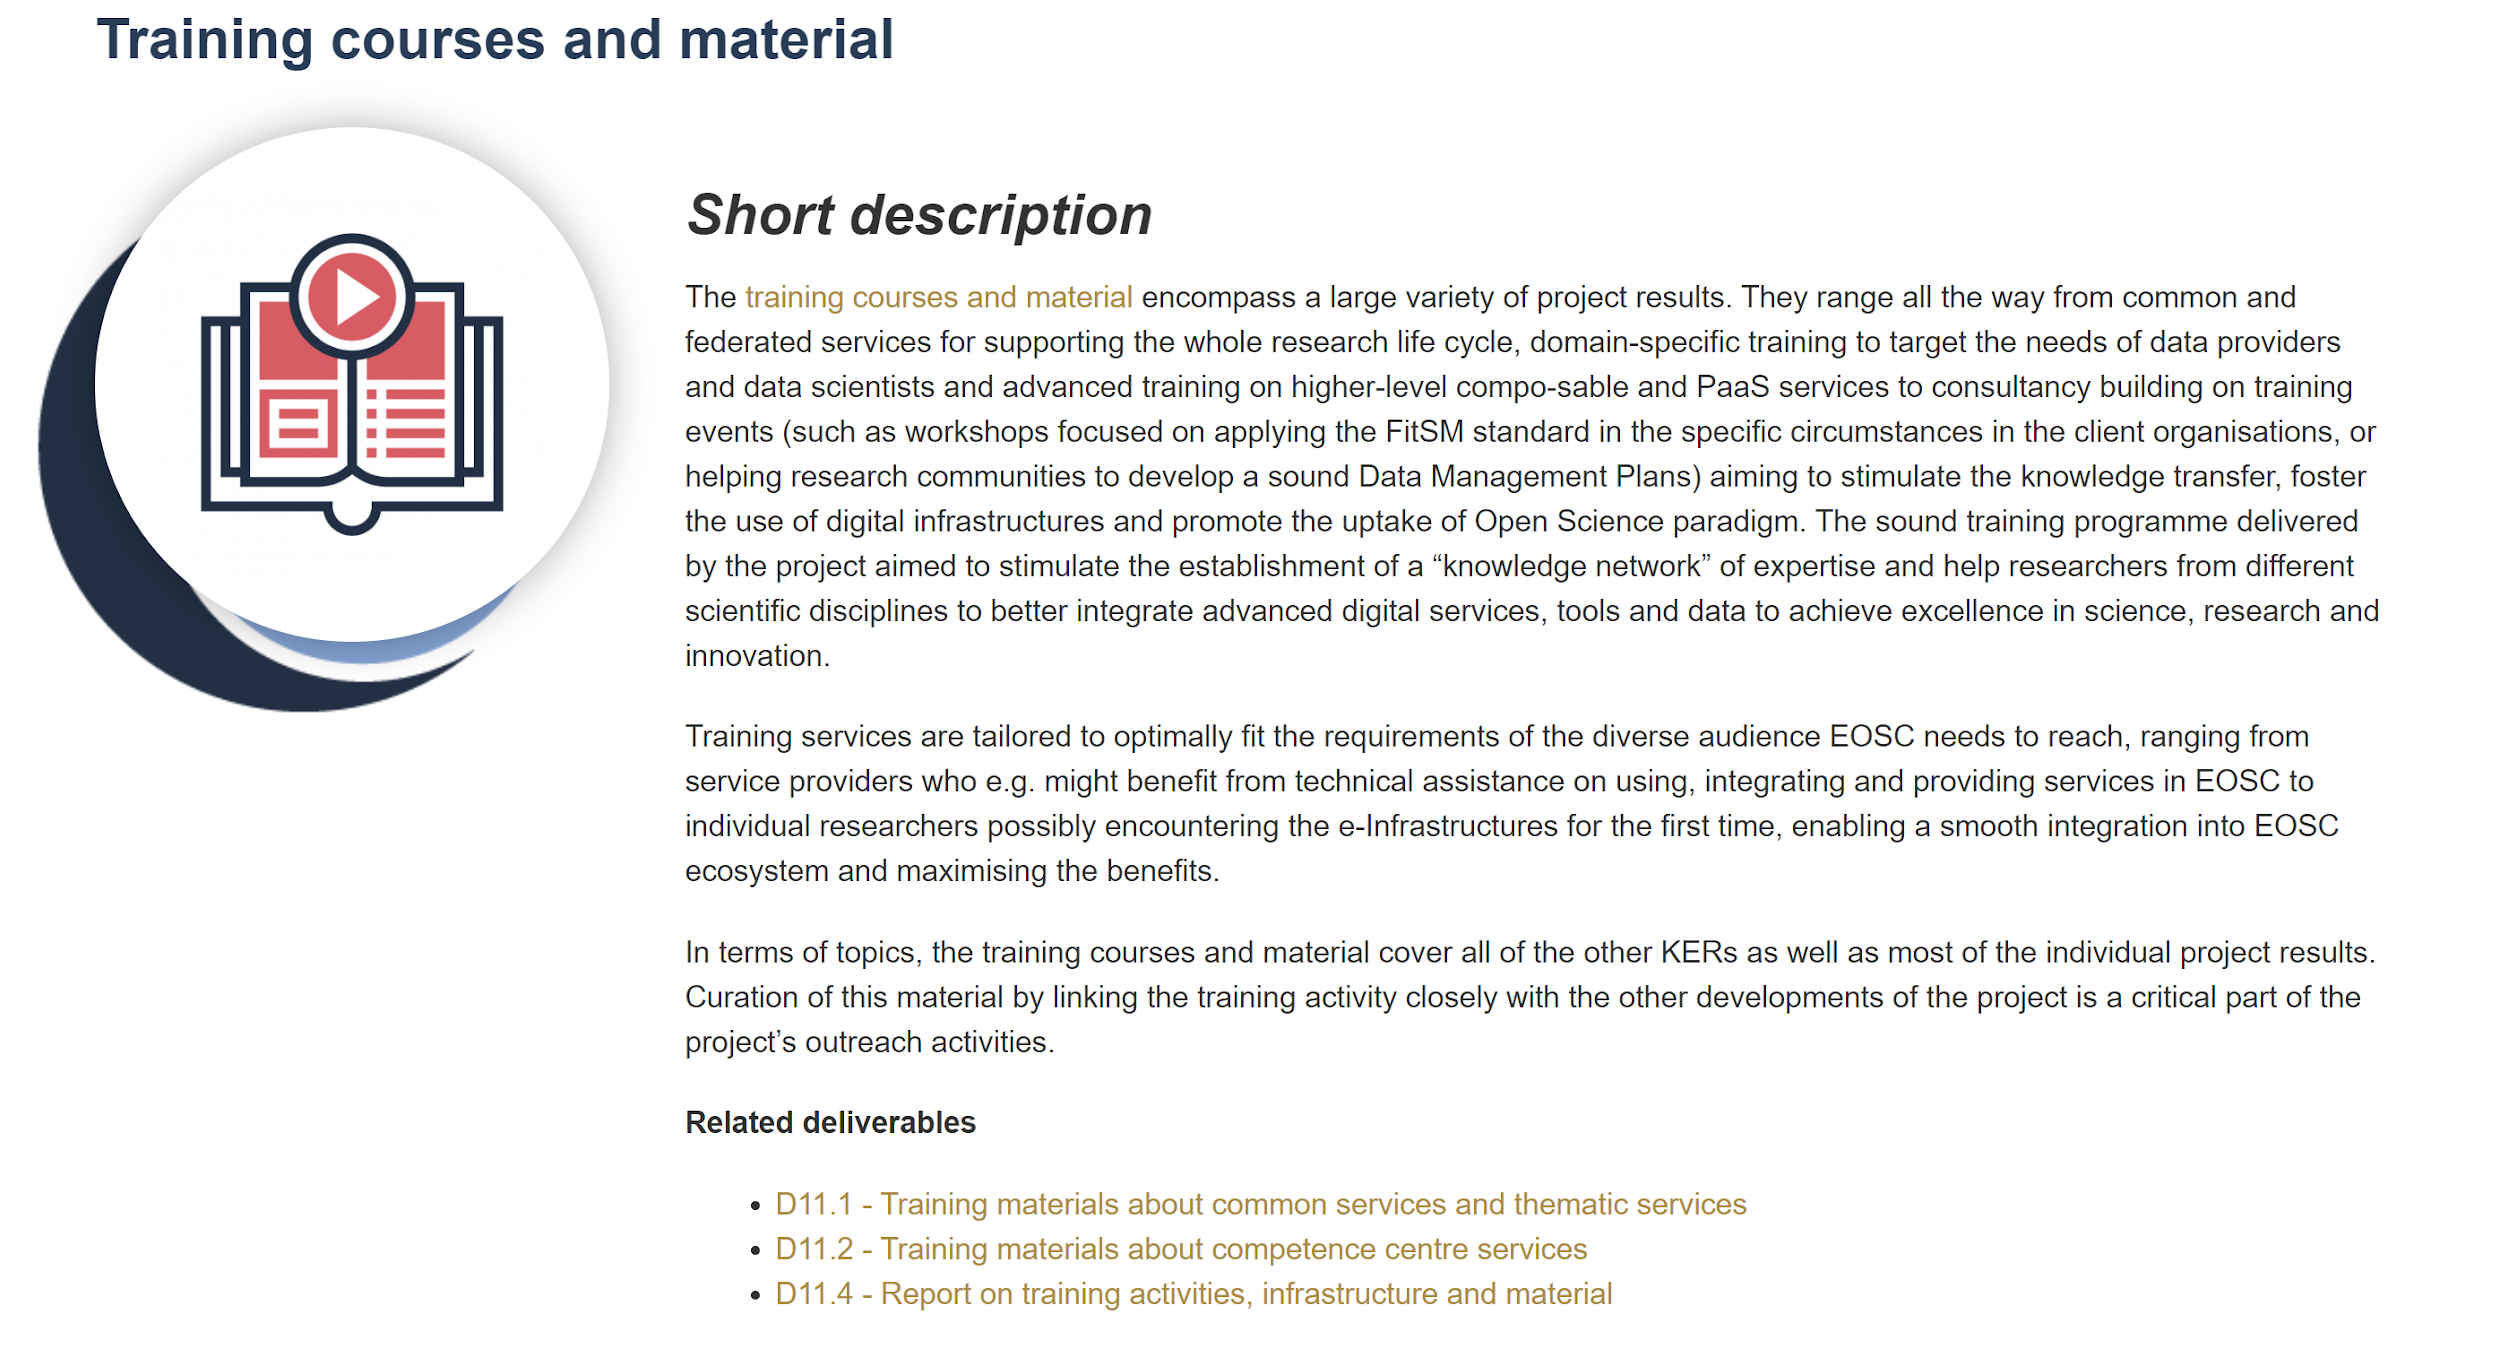 Training courses and material
Short description
The training courses and material encompass a large variety of project results. They range all the way from common and
federated services for supporting the whole research life cycle, domain-specific training to target the needs of data providers
and data scientists and advanced training on higher-level compo-sable and PaaS services to consultancy building on training
events (such as workshops focused on applying the FitSM standard in the specific circumstances in the client organisations, or
helping research communities to develop a sound Data Management Plans) aiming to stimulate the knowledge transfer, foster
the use of digital infrastructures and promote the uptake of Open Science paradigm. The sound training programme delivered
by the project aimed to stimulate the establishment of a “knowledge network” of expertise and help researchers from different
scientific disciplines to better integrate advanced digital services, tools and data to achieve excellence in science, research and
innovation.
Training services are tailored to optimally fit the requirements of the diverse audience EOSC needs to reach, ranging from
service providers who e.g. might benefit from technical assistance on using, integrating and providing services in EOSC to
individual researchers possibly encountering the e-Infrastructures for the first time, enabling a smooth integration into EOSC
ecosystem and maximising the benefits.
In terms of topics, the training courses and material cover all of the other KERs as well as most of the individual project results.
Curation of this material by linking the training activity closely with the other developments of the project is a critical part of the
project’s outreach activities.
Related deliverables
• D11.1 - Training materials about common services and thematic services
• D11.2 - Training materials about competence centre services
• D11.4 - Report on training activities, infrastructure and material